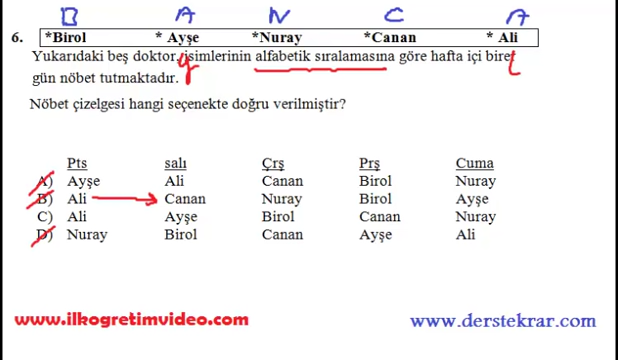 B A N C A
6. *Birol * Ayşe *Nuray *Canan * Ali
Yukarıdaki beş doktor, isimlerinin alfabetik sıralamasına göre hafta içi birer
gün nöbet tutmaktadır.
Nöbet çizelgesi hangi seçenekte doğru verilmiştir?
Pts salı Çrş Prş Cuma
A) Ayşe Ali Canan Birol Nuray
B) Ali Canan Nuray Birol Ayşe
C) Ali Ayşe Birol Canan Nuray
D) Nuray Birol Canan Ayşe Ali
www.ilkogretimvideo.com www.derstekrar.com